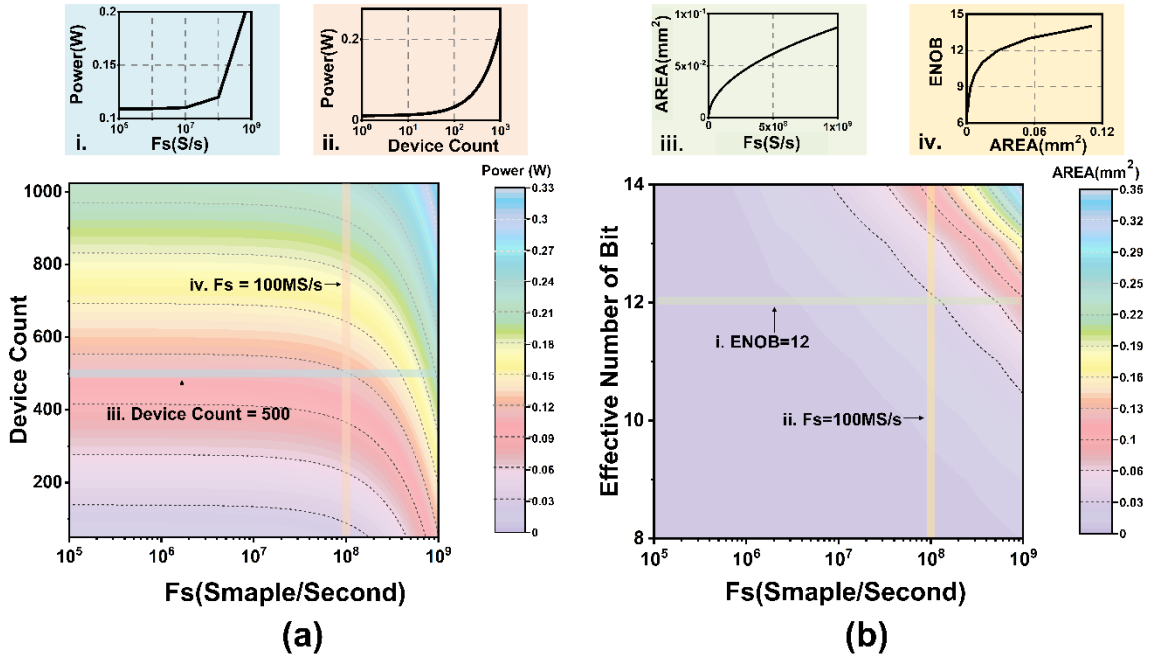 0.2
0.15
0.1
Power(W)
10^5
10^7
10^9
i.
Fs(S/s)
0.2
0
Power(W)
10^0
10^1
10^2
10^3
ii.
Device Count
1x10^-1
5x10^-2
0
AREA(mm^2)
0
5x10^8
1x10^9
iii.
Fs(S/s)
15
12
9
6
ENOB
0
0.06
0.12
iv.
AREA(mm^2)
1000
800
600
400
200
Device Count
iv. Fs = 100MS/s
iii. Device Count = 500
10^5
10^6
10^7
10^8
10^9
Fs(Smaple/Second)
(a)
Power (W)
0.33
0.3
0.27
0.24
0.21
0.18
0.15
0.12
0.09
0.06
0.03
0
14
12
10
8
Effective Number of Bit
i. ENOB=12
ii. Fs=100MS/s
10^5
10^6
10^7
10^8
10^9
Fs(Smaple/Second)
(b)
AREA(mm^2)
0.35
0.32
0.29
0.25
0.22
0.19
0.16
0.13
0.1
0.06
0.03
0